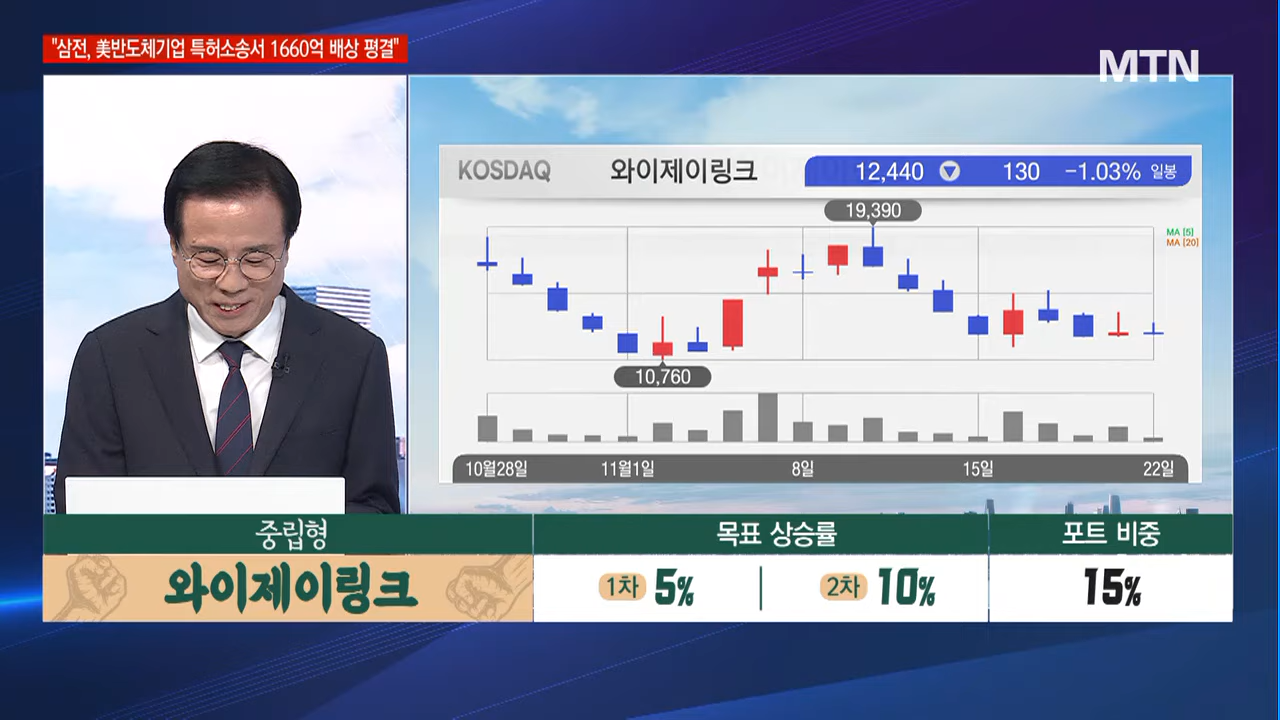 "삼전, 美반도체기업 특허소송서 1660억 배상 평결"
MTN
KOSDAQ 와이제이링크 12,440 ▼ 130 -1.03% 일봉
19,390
MA [5]
MA [20]
10,760
10월28일 11월1일 8일 15일 22일
중립형 목표 상승률 포트 비중
와이제이링크 1차 5% 2차 10% 15%